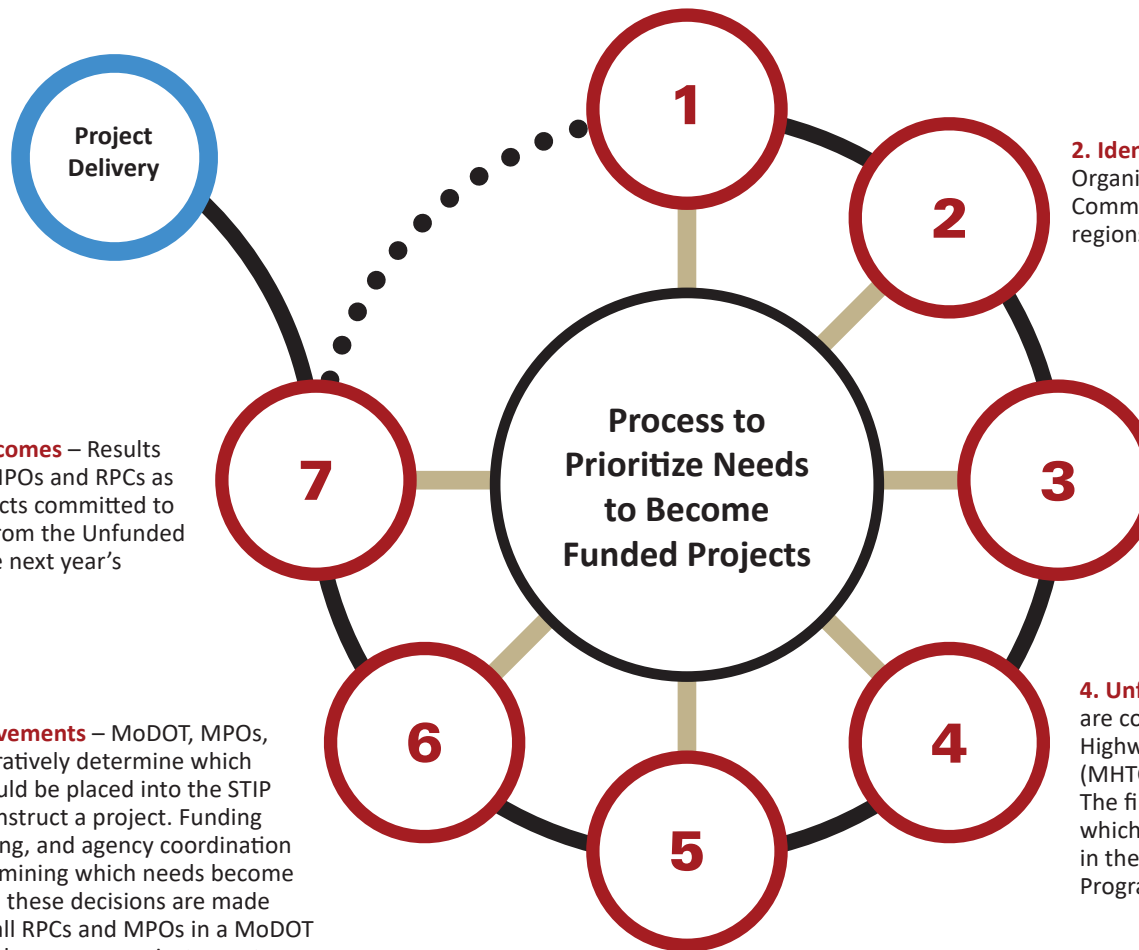 Project
Delivery
1
2
2. Iden
Organi
Comm
region
Process to
Prioritize Needs
to Become
Funded Projects
3
7
comes – Results
MPOs and RPCs as
cts committed to
rom the Unfunded
e next year’s
4. Unf
are co
Highw
(MHT
The fi
which
in the
Progra
4
6
vements – MoDOT, MPOs,
ratively determine which
uld be placed into the STIP
nstruct a project. Funding
ng, and agency coordination
mining which needs become
these decisions are made
all RPCs and MPOs in a MoDOT
5